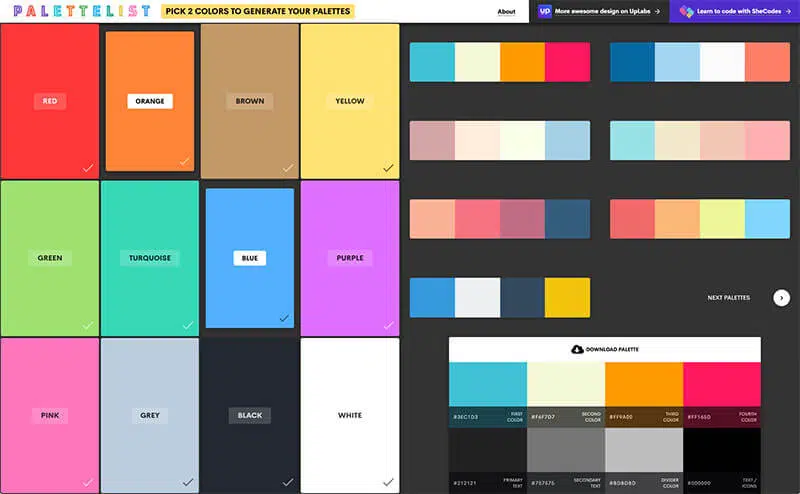 PALETTELIST
PICK 2 COLORS TO GENERATE YOUR PALETTES
About
UP
More awesome design on UpLabs →
Learn to code with SheCodes →
RED
ORANGE
BROWN
YELLOW
GREEN
TURQUOISE
BLUE
PURPLE
NEXT PALETTES
DOWNLOAD PALETTE
PINK
GREY
BLACK
WHITE
#3EC1D3
FIRST
COLOR
#F6F7D7
SECOND
COLOR
#FF9A00
THIRD
COLOR
#FF165D
FOURTH
COLOR
#212121
PRIMARY
TEXT
#757575
SECONDARY
TEXT
#BDBDBD
DIVIDER
COLOR
#000000
TEXT /
ICONS